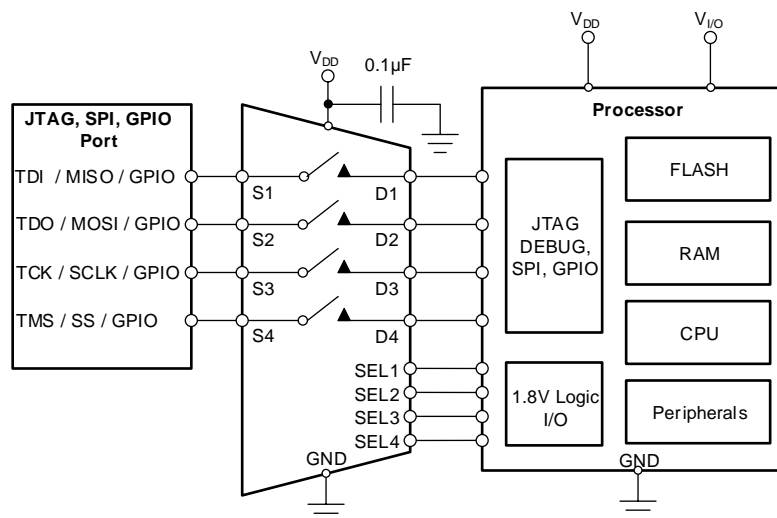 V_DD
0.1µF
V_DD
V_I/O
JTAG, SPI, GPIO
Port
TDI / MISO / GPIO
TDO / MOSI / GPIO
TCK / SCLK / GPIO
TMS / SS / GPIO
S1
S2
S3
S4
D1
D2
D3
D4
SEL1
SEL2
SEL3
SEL4
GND
Processor
JTAG
DEBUG,
SPI, GPIO
1.8V Logic
I/O
FLASH
RAM
CPU
Peripherals
GND